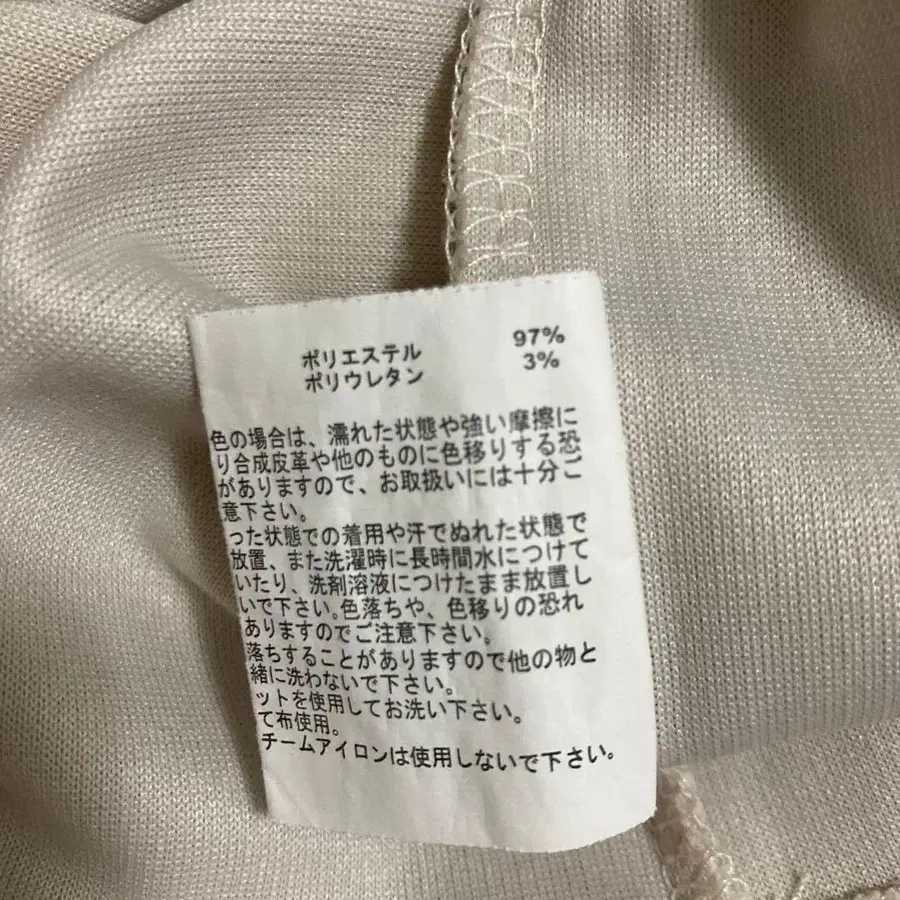 ポリエステル 97%
ポリウレタン 3%
色の場合は、濡れた状態や強い摩擦に
り合成皮革や他のものに色移りする恐
がありますので、お取扱いには十分ご
意下さい。
った状態での着用や汗でぬれた状態で
放置、また洗濯時に長時間水につけて
いたり、洗剤溶液につけたまま放置し
いで下さい。色落ちや、色移りの恐れ
ありますのでご注意下さい。
落ちすることがありますので他の物と
緒に洗わないで下さい。
ットを使用してお洗い下さい。
て布使用。
チームアイロンは使用しないで下さい。